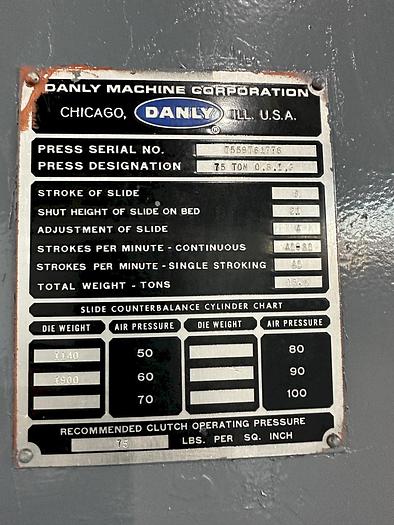 DANLY MACHINE CORPORATION
CHICAGO, DANLY ® ILL. U.S.A.
PRESS SERIAL NO.
PRESS DESIGNATION 75 TON O.B.I.
STROKE OF SLIDE
SHUT HEIGHT OF SLIDE ON BED 21
ADJUSTMENT OF SLIDE 4
STROKES PER MINUTE - CONTINUOUS
STROKES PER MINUTE - SINGLE STROKING
TOTAL WEIGHT - TONS
SLIDE COUNTERBALANCE CYLINDER CHART
DIE WEIGHT AIR PRESSURE DIE WEIGHT AIR PRESSURE
50 80
60 90
70 100
RECOMMENDED CLUTCH OPERATING PRESSURE
75 LBS. PER SQ. INCH